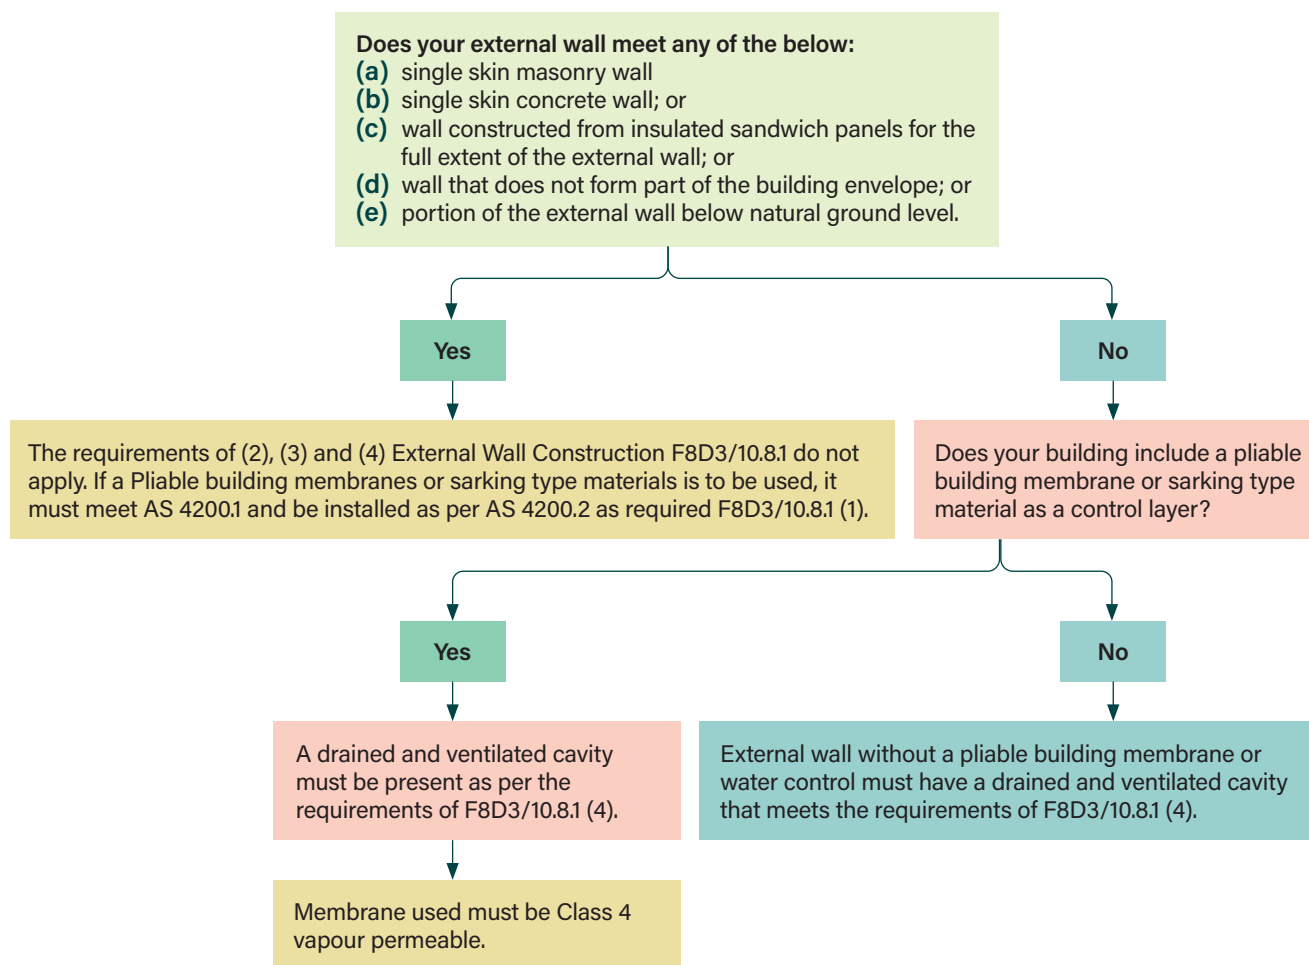 Does your external wall meet any of the below:
(a) single skin masonry wall
(b) single skin concrete wall; or
(c) wall constructed from insulated sandwich panels for the
full extent of the external wall; or
(d) wall that does not form part of the building envelope; or
(e) portion of the external wall below natural ground level.
Yes
No
The requirements of (2), (3) and (4) External Wall Construction F8D3/10.8.1 do not
apply. If a Pliable building membranes or sarking type materials is to be used, it
must meet AS 4200.1 and be installed as per AS 4200.2 as required F8D3/10.8.1 (1).
Does your building include a pliable
building membrane or sarking type
material as a control layer?
Yes
No
A drained and ventilated cavity
must be present as per the
requirements of F8D3/10.8.1 (4).
External wall without a pliable building membrane or
water control must have a drained and ventilated cavity
that meets the requirements of F8D3/10.8.1 (4).
Membrane used must be Class 4
vapour permeable.